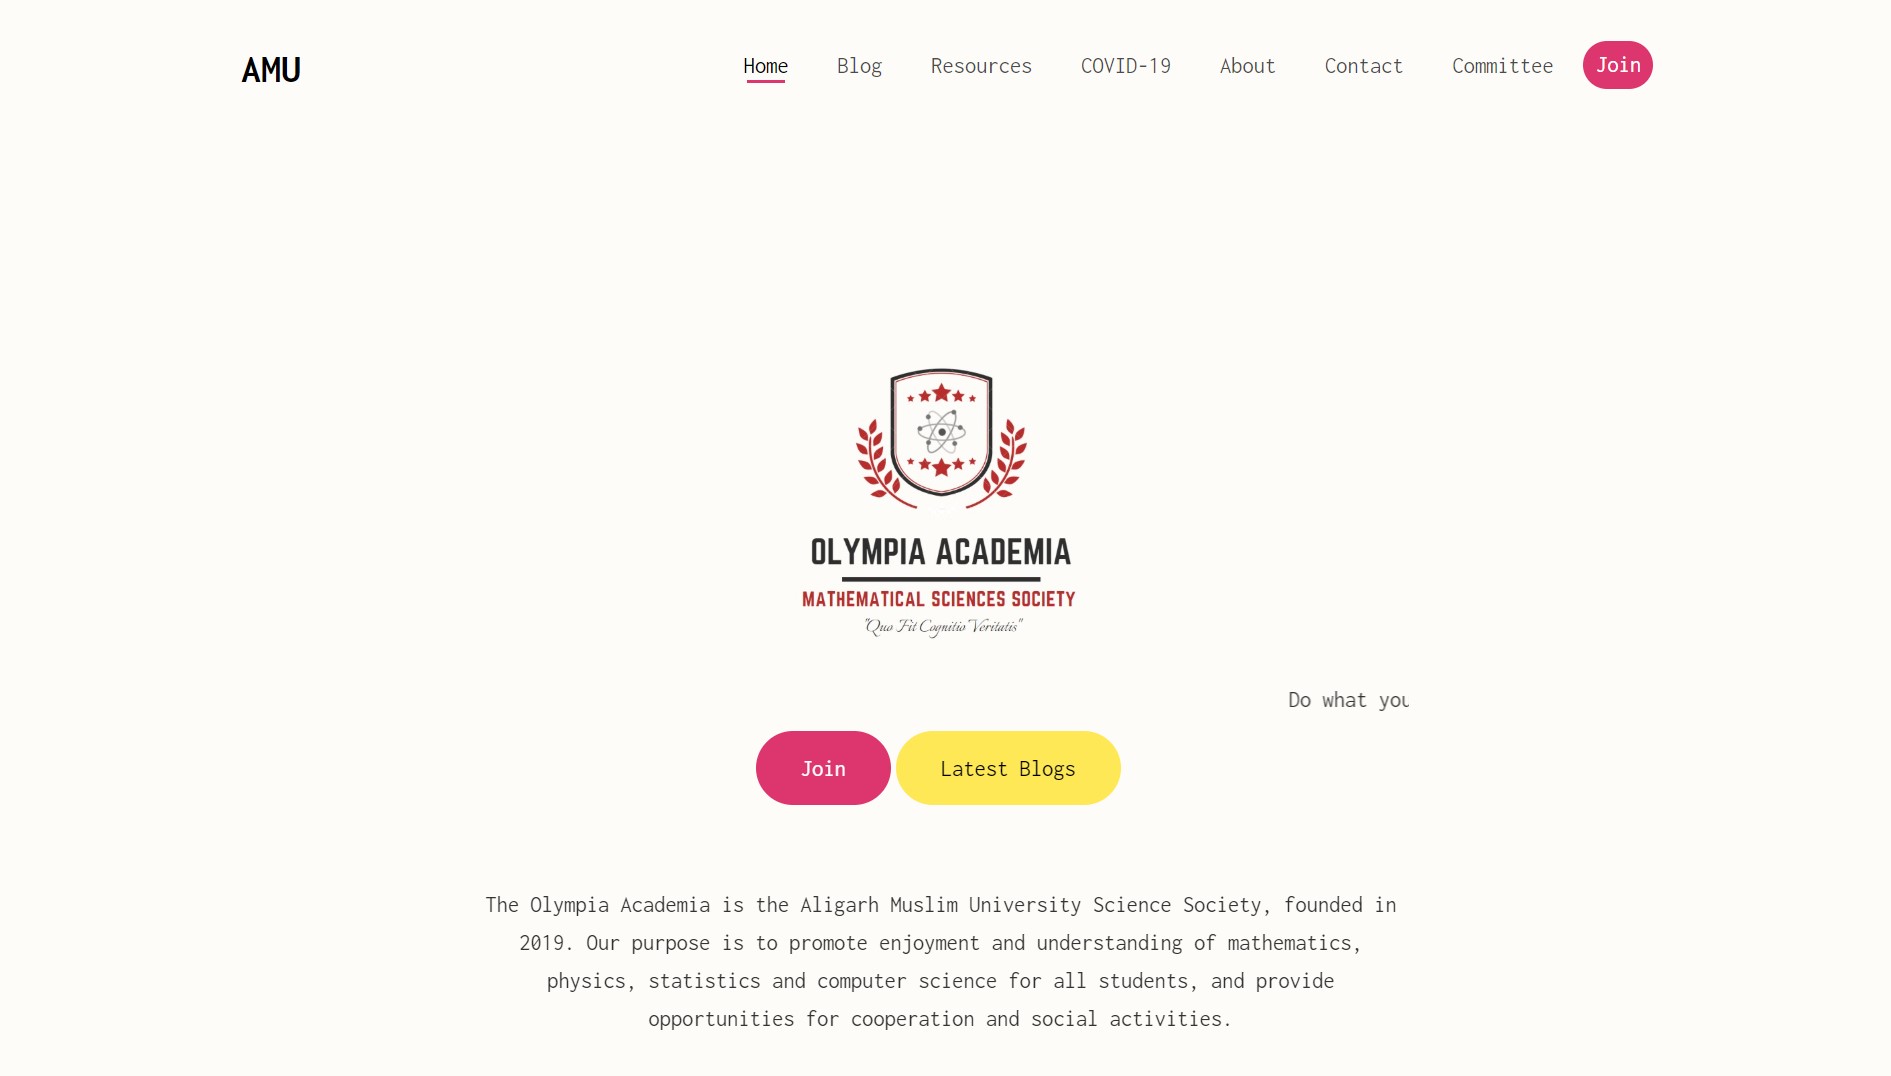 AMU
Home Blog Resources COVID-19 About Contact Committee Join
OLYMPIA ACADEMIA
MATHEMATICAL SCIENCES SOCIETY
"Quo Fit Cognitio Veritatis"
Do what you
Join Latest Blogs
The Olympia Academia is the Aligarh Muslim University Science Society, founded in
2019. Our purpose is to promote enjoyment and understanding of mathematics,
physics, statistics and computer science for all students, and provide
opportunities for cooperation and social activities.